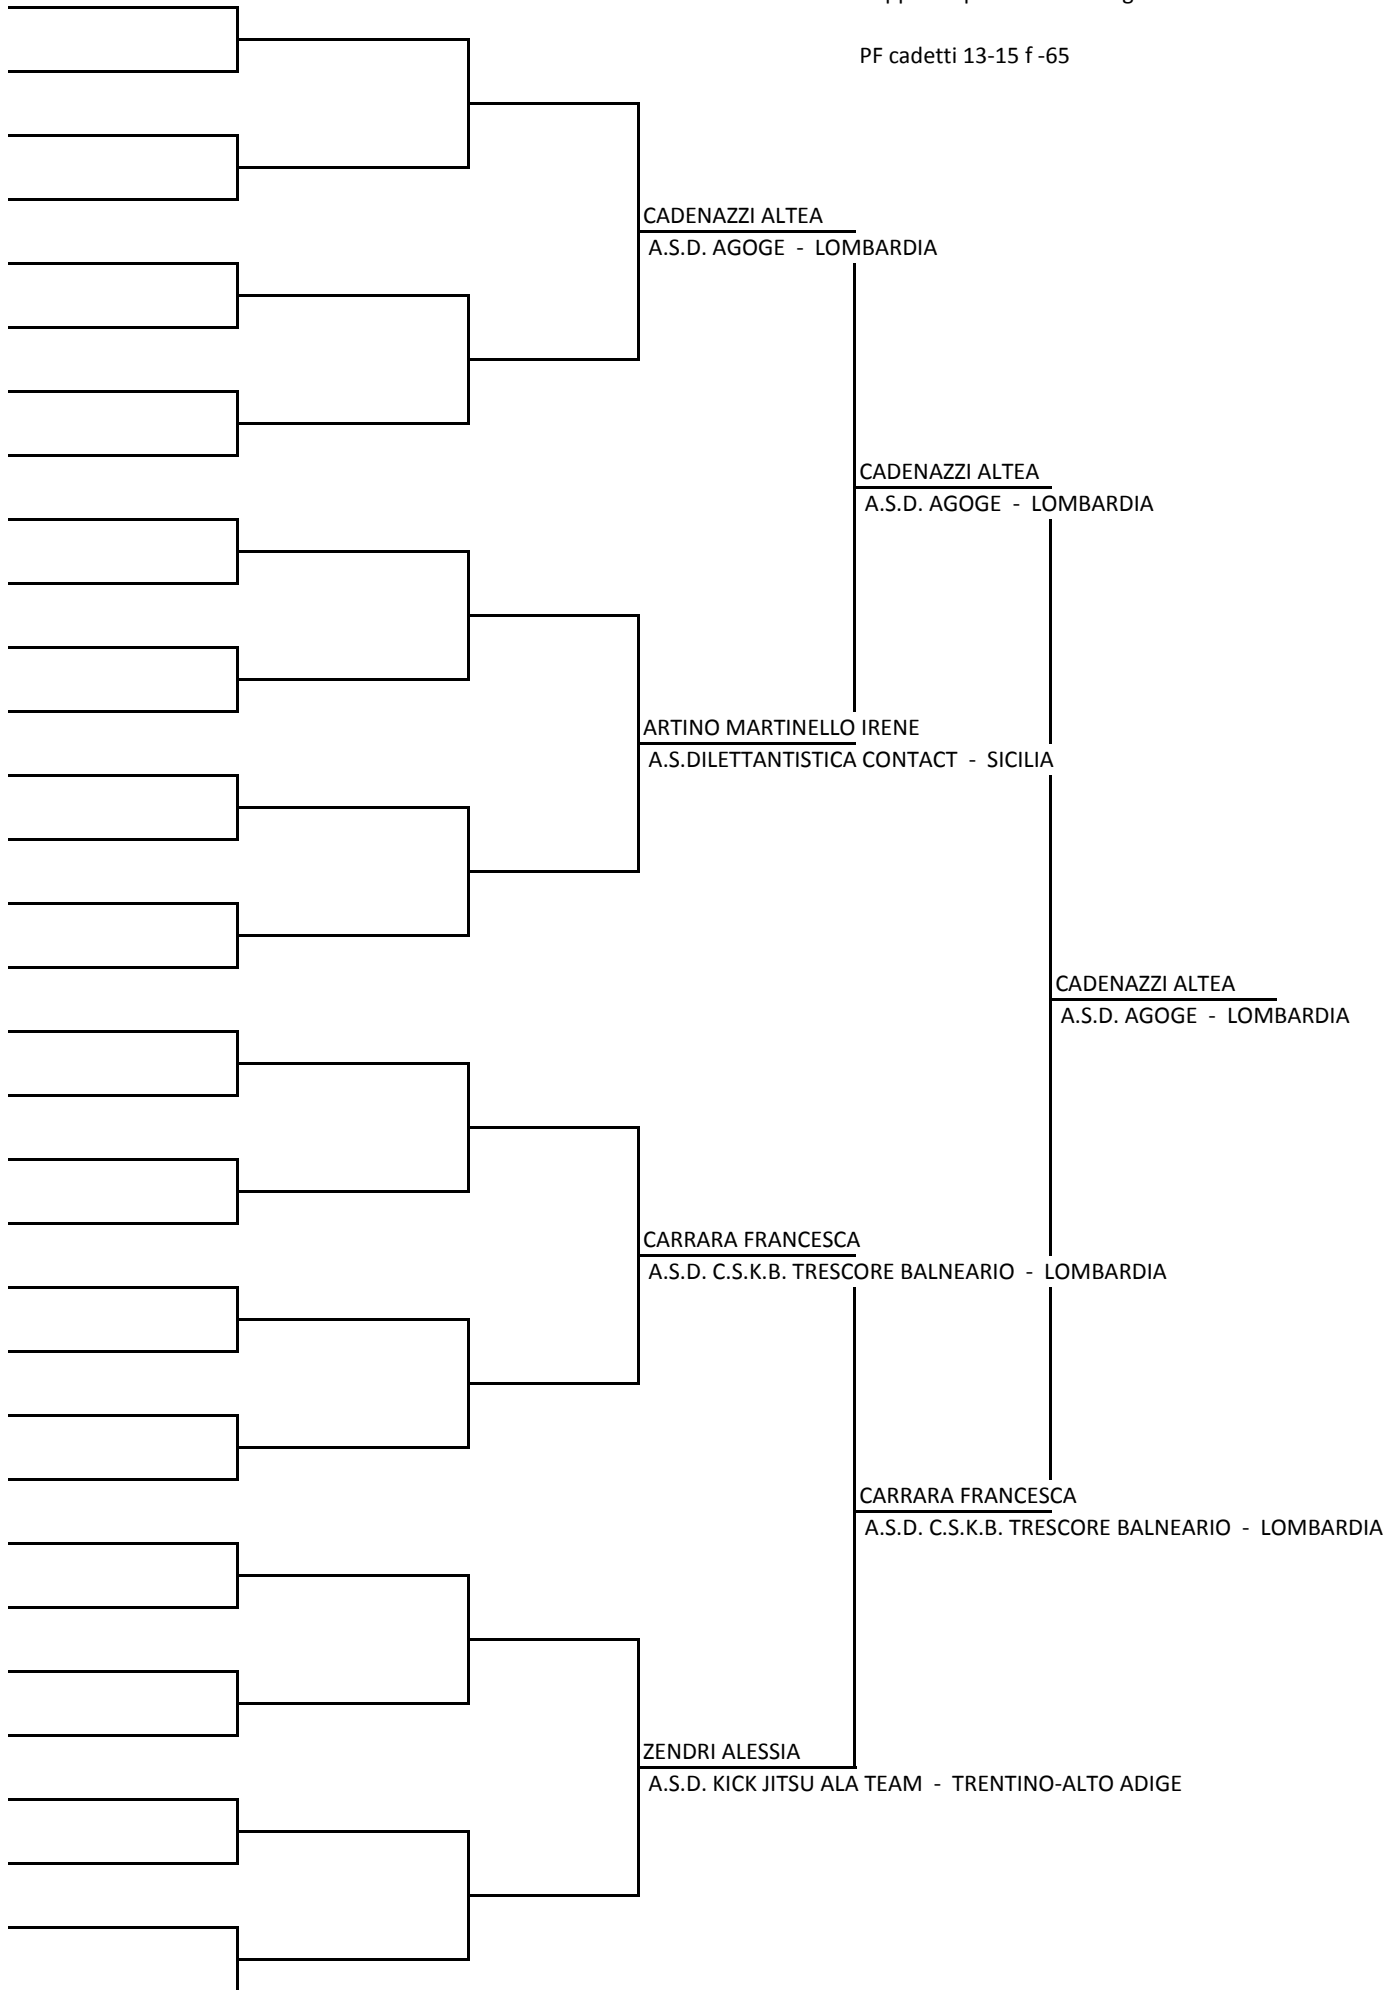 PF cadetti 13-15 f -65
CADENAZZI ALTEA
A.S.D. AGOGE - LOMBARDIA
CADENAZZI ALTEA
A.S.D. AGOGE - LOMBARDIA
ARTINO MARTINELLO IRENE
A.S.DILETTANTISTICA CONTACT - SICILIA
CADENAZZI ALTEA
A.S.D. AGOGE - LOMBARDIA
CARRARA FRANCESCA
A.S.D. C.S.K.B. TRESCORE BALNEARIO - LOMBARDIA
CARRARA FRANCESCA
A.S.D. C.S.K.B. TRESCORE BALNEARIO - LOMBARDIA
ZENDRI ALESSIA
A.S.D. KICK JITSU ALA TEAM - TRENTINO-ALTO ADIGE